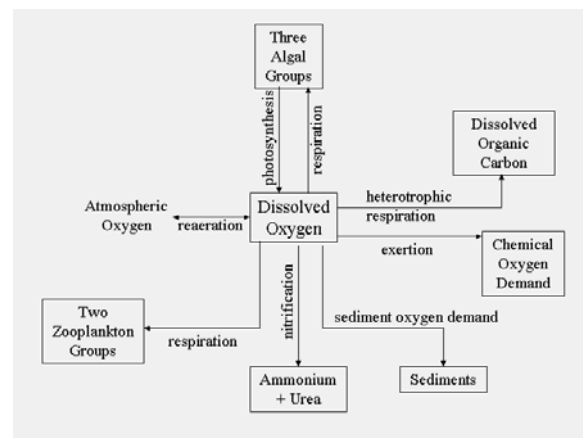 Three
Algal
Groups
photosynthesis
respiration
Dissolved
Organic
Carbon
Atmospheric
Oxygen
reaeration
Dissolved
Oxygen
heterotrophic
respiration
exertion
Chemical
Oxygen
Demand
Two
Zooplankton
Groups
respiration
nitrification
sediment oxygen demand
Ammonium
+ Urea
Sediments